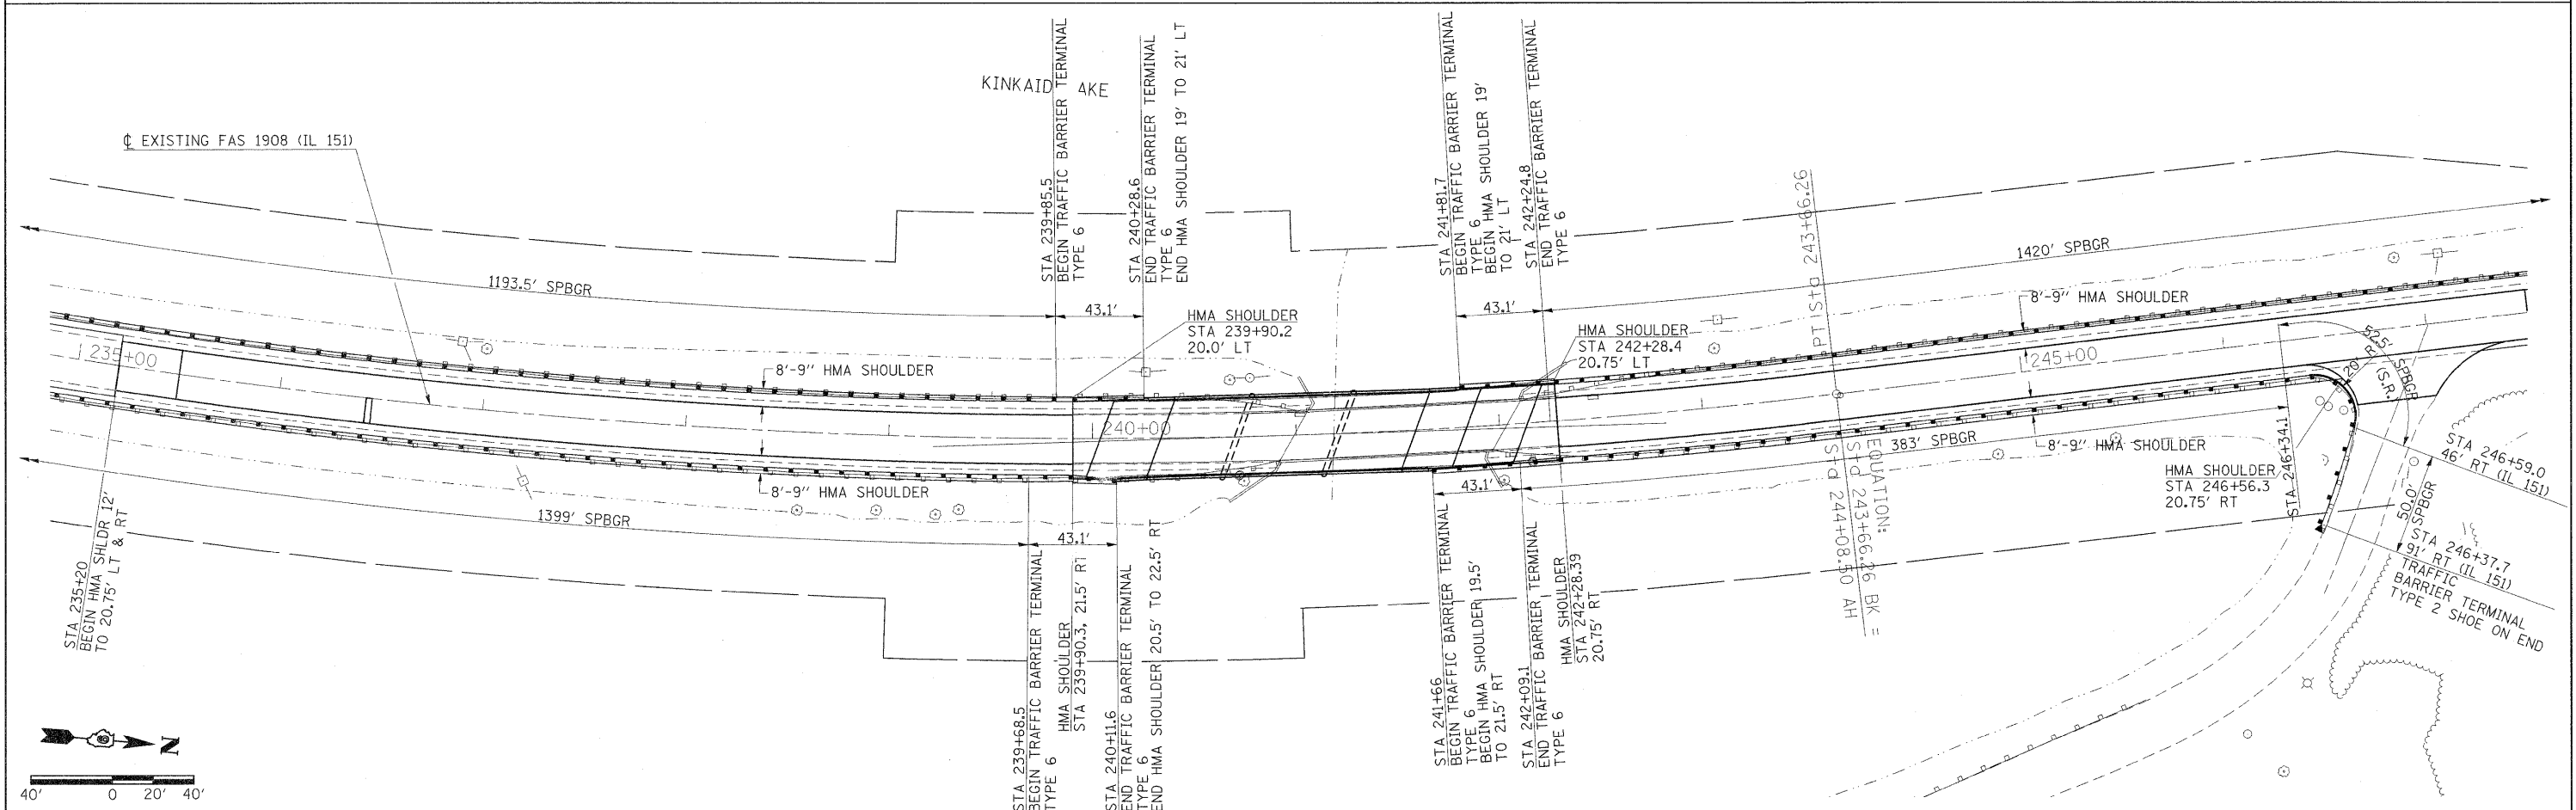 KINKAID LAKE
℄ EXISTING FAS 1908 (IL 151)
STA 239+85.5
BEGIN TRAFFIC BARRIER TERMINAL
TYPE 6
STA 240+28.6
END TRAFFIC BARRIER TERMINAL
TYPE 6
END HMA SHOULDER 19' TO 21' LT
STA 241+81.7
BEGIN TRAFFIC BARRIER TERMINAL
TYPE 6
BEGIN HMA SHOULDER 19'
TO 21' LT
STA 242+24.8
END TRAFFIC BARRIER TERMINAL
TYPE 6
PT Sta 243+66.26
1193.5' SPBGR
43.1'
43.1'
1420' SPBGR
HMA SHOULDER
STA 239+90.2
20.0' LT
HMA SHOULDER
STA 242+28.4
20.75' LT
8'-9" HMA SHOULDER
8'-9" HMA SHOULDER
235+00
240+00
245+00
52.5' SPBGR
20' R. (S.R.)
8'-9" HMA SHOULDER
8'-9" HMA SHOULDER
383' SPBGR
1399' SPBGR
43.1'
43.1'
STA 235+20
BEGIN HMA SHLDR 12'
TO 20.75' LT & RT
STA 239+68.5
BEGIN TRAFFIC BARRIER TERMINAL
TYPE 6
HMA SHOULDER
STA 239+90.3, 21.5' RT
STA 240+11.6
END TRAFFIC BARRIER TERMINAL
TYPE 6
END HMA SHOULDER 20.5' TO 22.5' RT
STA 241+66
BEGIN TRAFFIC BARRIER TERMINAL
TYPE 6
BEGIN HMA SHOULDER 19.5'
TO 21.5' RT
STA 242+09.1
END TRAFFIC BARRIER TERMINAL
TYPE 6
HMA SHOULDER
STA 242+28.39
20.75' RT
EQUATION:
Sta 243+66.26 BK =
Sta 244+08.50 AH
HMA SHOULDER
STA 246+56.3
20.75' RT
STA 246+34.1
STA 246+59.0
46' RT (IL 151)
50.0'
SPBGR
STA 246+37.7
91' RT (IL 151)
TRAFFIC
BARRIER TERMINAL
TYPE 2 SHOE ON END
N
40' 0 20' 40'